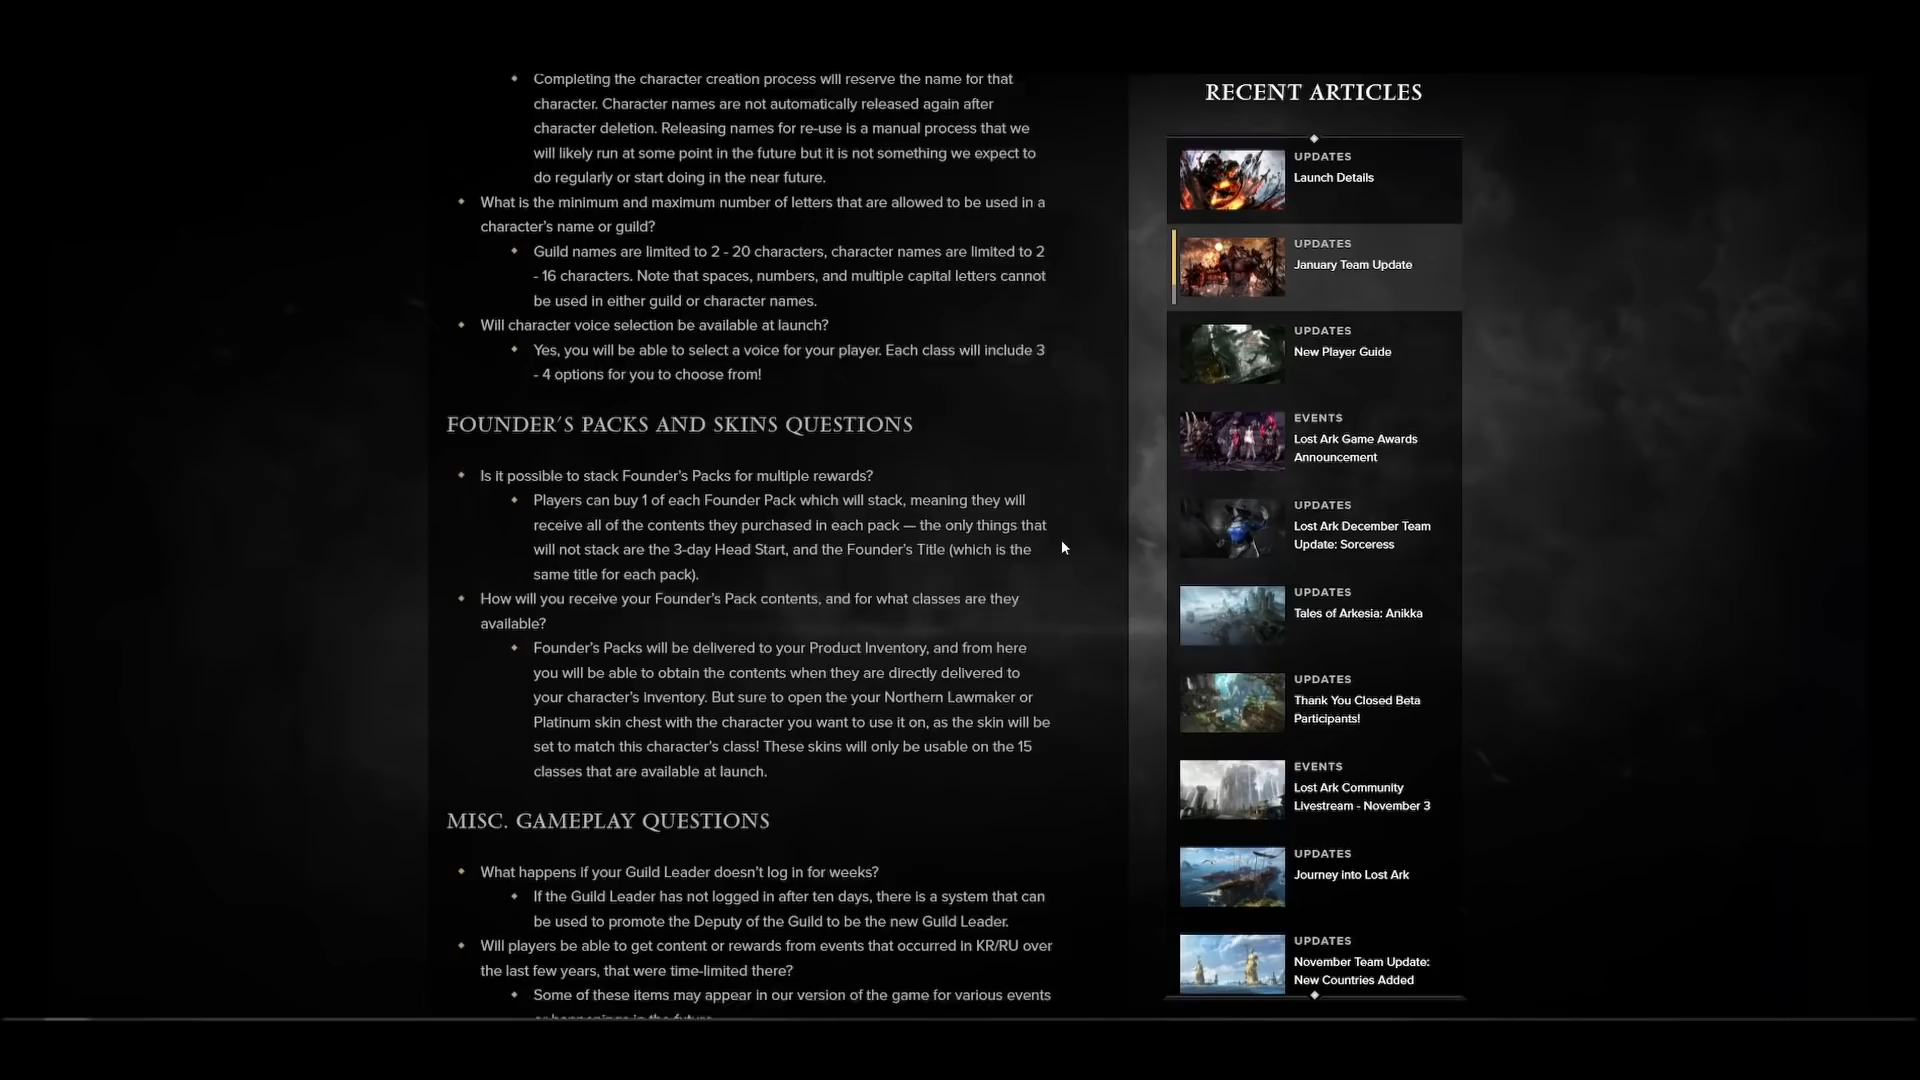 Completing the character creation process will reserve the name for that
character. Character names are not automatically released again after
character deletion. Releasing names for re-use is a manual process that we
will likely run at some point in the future but it is not something we expect to
do regularly or start doing in the near future.
What is the minimum and maximum number of letters that are allowed to be used in a
character's name or guild?
Guild names are limited to 2 - 20 characters, character names are limited to 2
- 16 characters. Note that spaces, numbers, and multiple capital letters cannot
be used in either guild or character names.
Will character voice selection be available at launch?
Yes, you will be able to select a voice for your player. Each class will include 3
- 4 options for you to choose from!
FOUNDER'S PACKS AND SKINS QUESTIONS
Is it possible to stack Founder's Packs for multiple rewards?
Players can buy 1 of each Founder Pack which will stack, meaning they will
receive all of the contents they purchased in each pack — the only things that
will not stack are the 3-day Head Start, and the Founder's Title (which is the
same title for each pack).
How will you receive your Founder's Pack contents, and for what classes are they
available?
Founder's Packs will be delivered to your Product Inventory, and from here
you will be able to obtain the contents when they are directly delivered to
your character's inventory. But sure to open the your Northern Lawmaker or
Platinum skin chest with the character you want to use it on, as the skin will be
set to match this character's class! These skins will only be usable on the 15
classes that are available at launch.
MISC. GAMEPLAY QUESTIONS
What happens if your Guild Leader doesn't log in for weeks?
If the Guild Leader has not logged in after ten days, there is a system that can
be used to promote the Deputy of the Guild to be the new Guild Leader.
Will players be able to get content or rewards from events that occurred in KR/RU over
the last few years, that were time-limited there?
Some of these items may appear in our version of the game for various events
or happenings in the future.
RECENT ARTICLES
UPDATES
Launch Details
UPDATES
January Team Update
UPDATES
New Player Guide
EVENTS
Lost Ark Game Awards
Announcement
UPDATES
Lost Ark December Team
Update: Sorceress
UPDATES
Tales of Arkesia: Anikka
UPDATES
Thank You Closed Beta
Participants!
EVENTS
Lost Ark Community
Livestream - November 3
UPDATES
Journey into Lost Ark
UPDATES
November Team Update:
New Countries Added